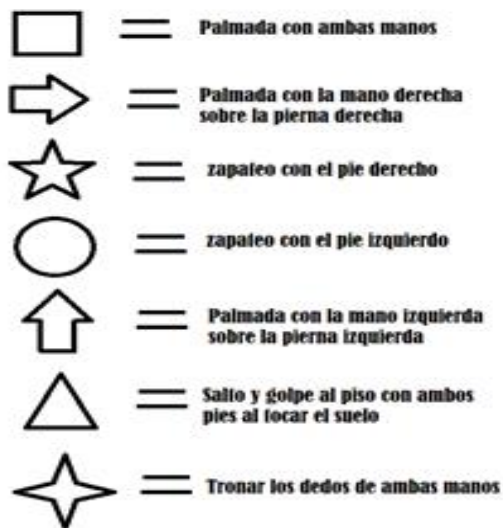 Palmada con ambas manos
Palmada con la mano derecha
sobre la pierna derecha
zapateo con el pie derecho
zapateo con el pie izquierdo
Palmada con la mano izquierda
sobre la pierna izquierda
Salto y golpe al piso con ambos
pies al tocar el suelo
Tronar los dedos de ambas manos